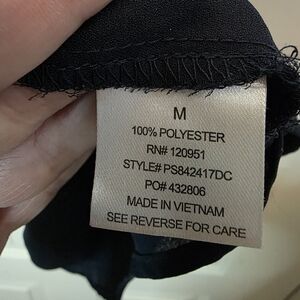 M
100% POLYESTER
RN# 120951
STYLE# PS842417DC
PO# 432806
MADE IN VIETNAM
SEE REVERSE FOR CARE